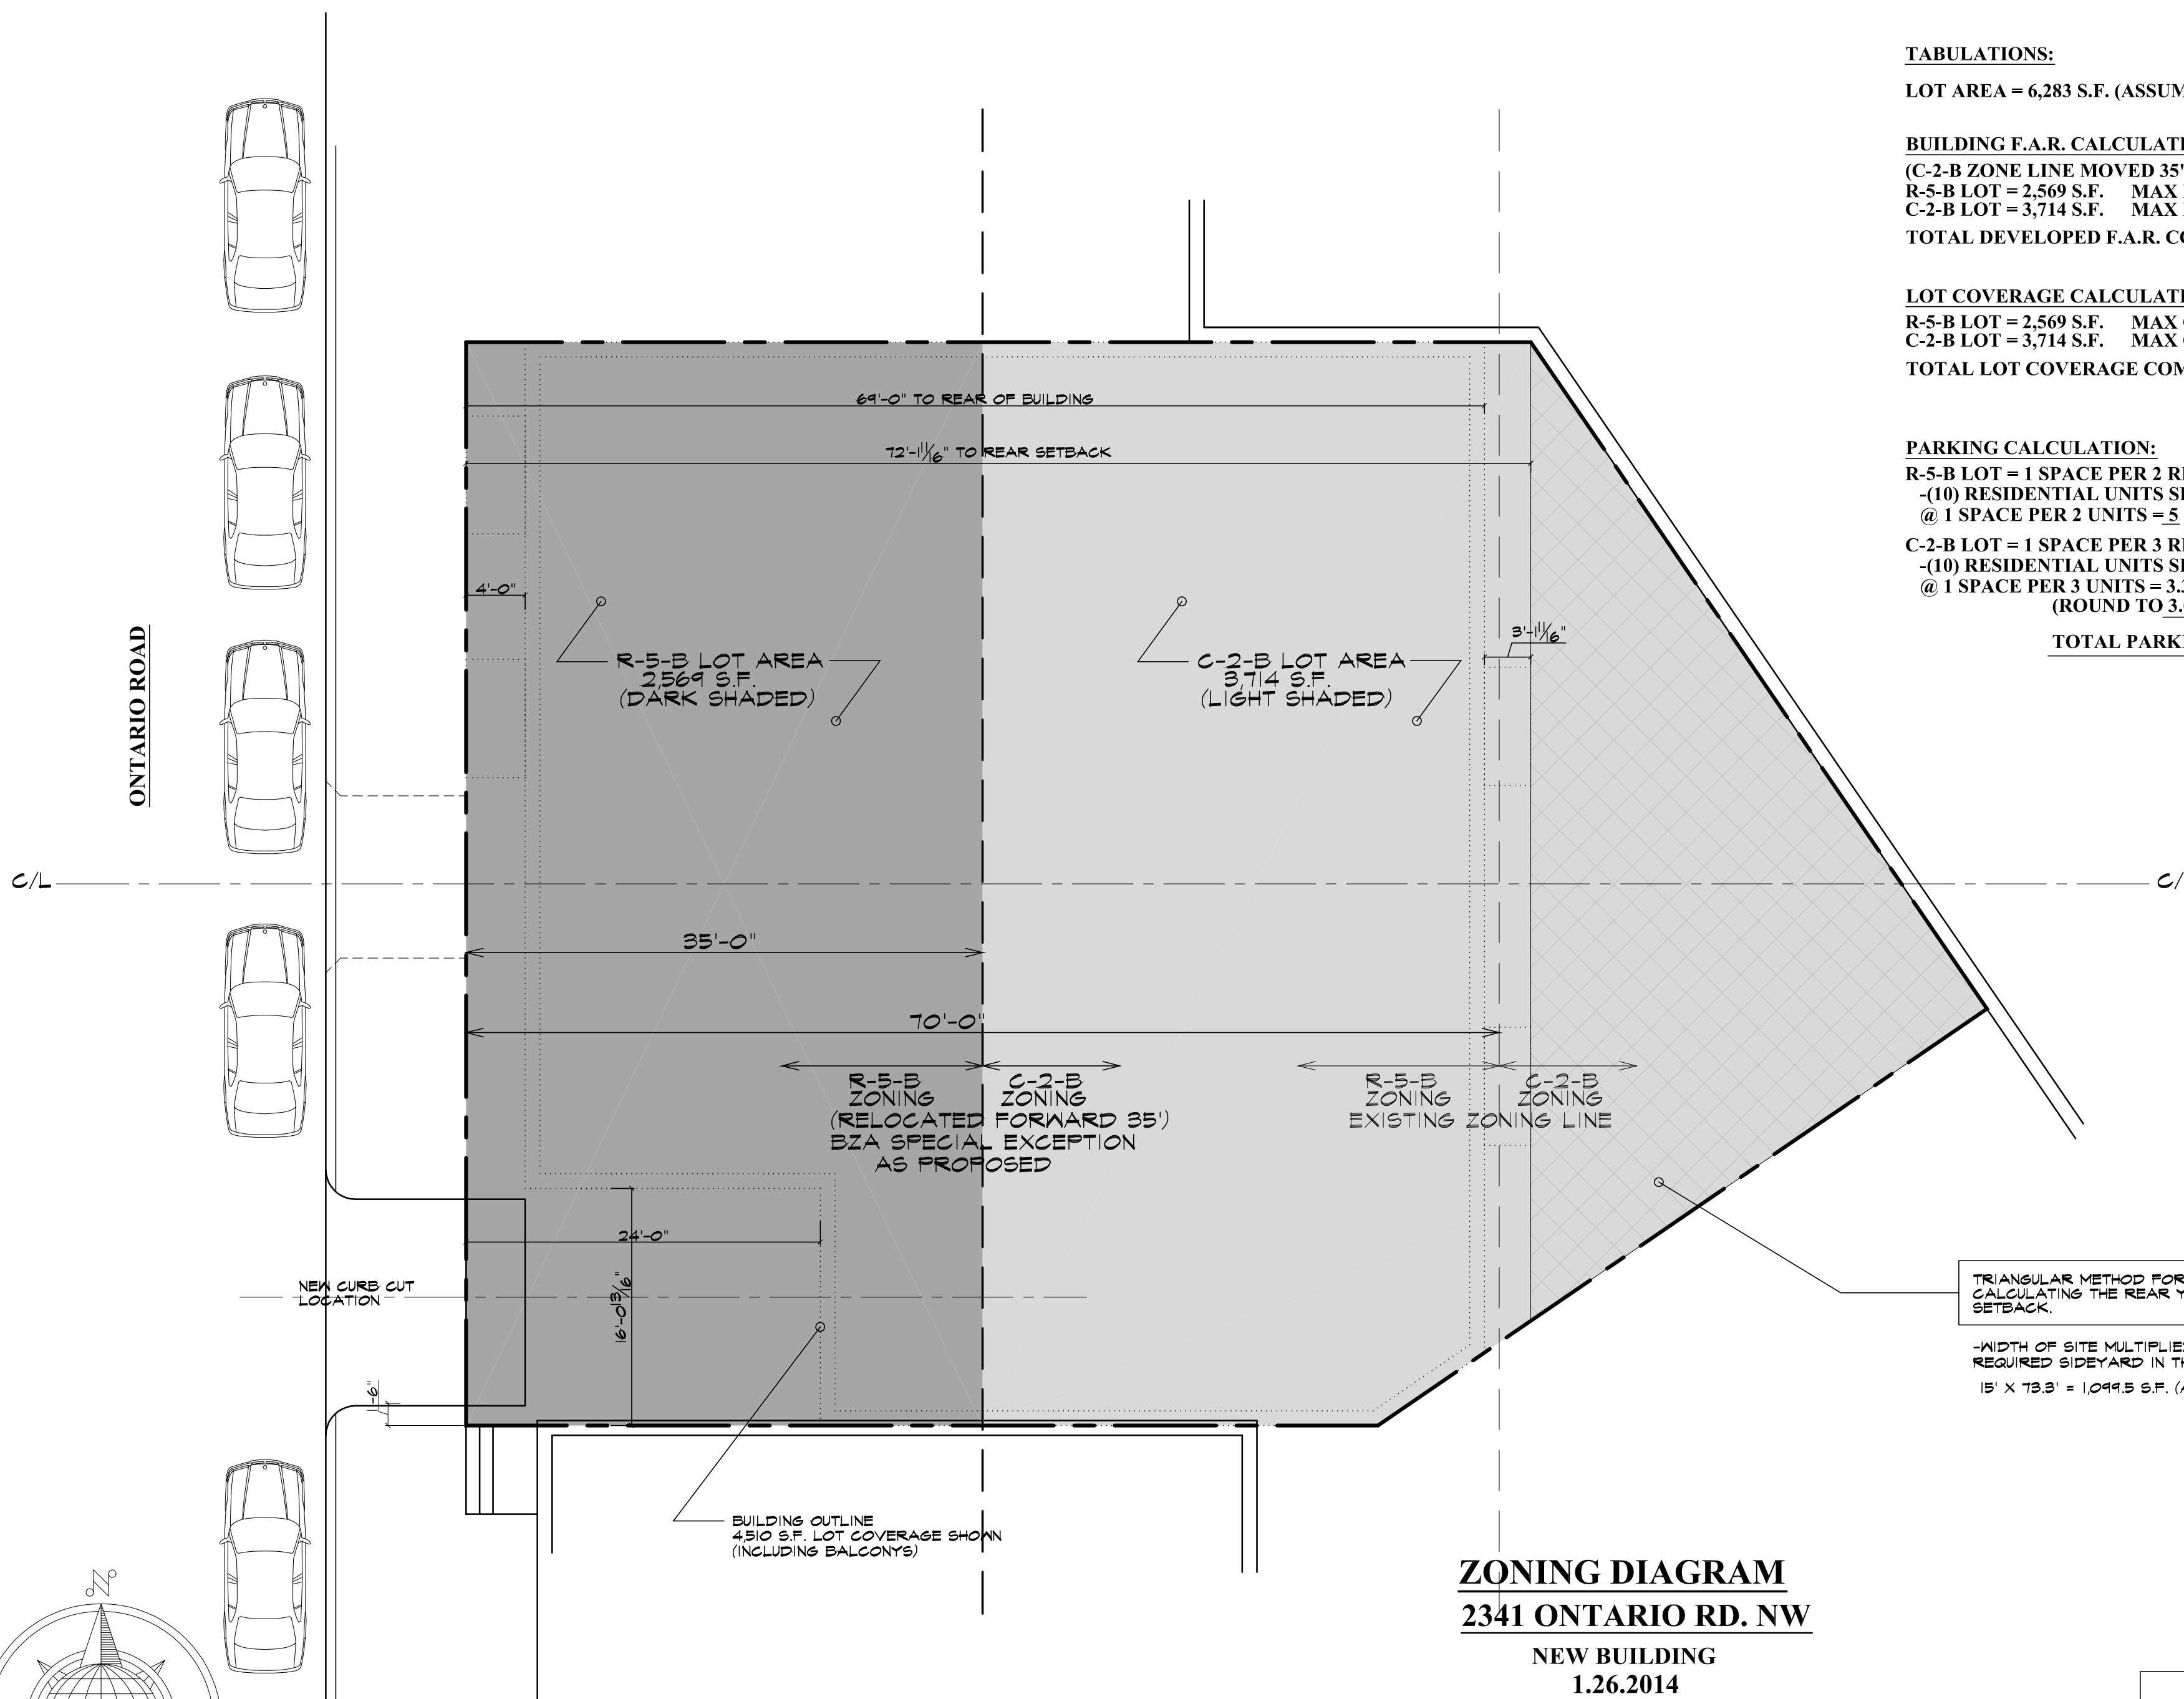 TABULATIONS:
LOT AREA = 6,283 S.F. (ASSUM
BUILDING F.A.R. CALCULATI
(C-2-B ZONE LINE MOVED 35'
R-5-B LOT = 2,569 S.F. MAX
C-2-B LOT = 3,714 S.F. MAX
TOTAL DEVELOPED F.A.R. CO
LOT COVERAGE CALCULATI
R-5-B LOT = 2,569 S.F. MAX
C-2-B LOT = 3,714 S.F. MAX
TOTAL LOT COVERAGE COM
PARKING CALCULATION:
R-5-B LOT = 1 SPACE PER 2 RE
-(10) RESIDENTIAL UNITS SH
@ 1 SPACE PER 2 UNITS = 5
C-2-B LOT = 1 SPACE PER 3 RE
-(10) RESIDENTIAL UNITS SH
@ 1 SPACE PER 3 UNITS = 3.
(ROUND TO 3.
TOTAL PARKI
69'-0" TO REAR OF BUILDING
72'-1 11/16" TO REAR SETBACK
4'-0"
3'-1 11/16"
R-5-B LOT AREA
2,569 S.F.
(DARK SHADED)
C-2-B LOT AREA
3,714 S.F.
(LIGHT SHADED)
ONTARIO ROAD
C/L
C/
35'-0"
70'-0"
R-5-B
ZONING
C-2-B
ZONING
(RELOCATED FORWARD 35')
BZA SPECIAL EXCEPTION
AS PROPOSED
R-5-B
ZONING
C-2-B
ZONING
EXISTING ZONING LINE
24'-0"
16'-0 13/16"
NEW CURB CUT
LOCATION
1'-6"
TRIANGULAR METHOD FOR
CALCULATING THE REAR Y
SETBACK.
-WIDTH OF SITE MULTIPLIE
REQUIRED SIDEYARD IN TH
15' X 73.3' = 1,099.5 S.F. (A
BUILDING OUTLINE
4,510 S.F. LOT COVERAGE SHOWN
(INCLUDING BALCONYS)
N
ZONING DIAGRAM
2341 ONTARIO RD. NW
NEW BUILDING
1.26.2014